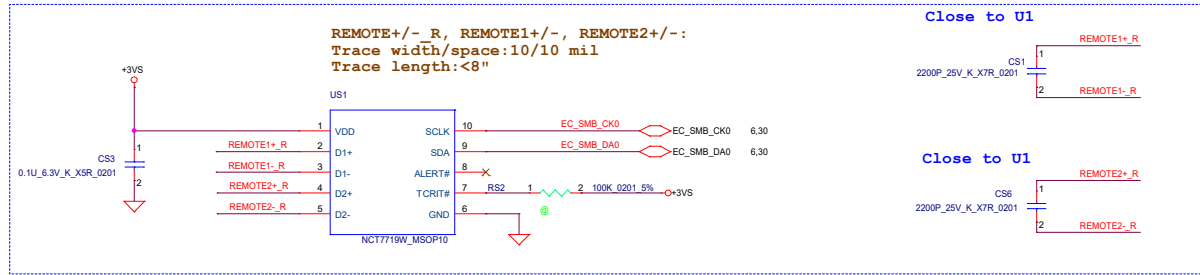 Close to U1
REMOTE+/-_R, REMOTE1+/-, REMOTE2+/-:
Trace width/space:10/10 mil
Trace length:<8"
REMOTE1+_R
1
CS1
2200P_25V_K_X7R_0201
2
REMOTE1-_R
+3VS
US1
1
VDD
SCLK
10
EC_SMB_CK0
EC_SMB_CK0
6,30
REMOTE1+_R
2
D1+
SDA
9
EC_SMB_DA0
EC_SMB_DA0
6,30
1
CS3
0.1U_6.3V_K_X5R_0201
2
REMOTE1-_R
3
D1-
ALERT#
8
REMOTE2+_R
4
D2+
TCRIT#
7
RS2
1
2
100K_0201_5%
+3VS
@
REMOTE2-_R
5
D2-
GND
6
NCT7719W_MSOP10
Close to U1
REMOTE2+_R
1
CS6
2200P_25V_K_X7R_0201
2
REMOTE2-_R